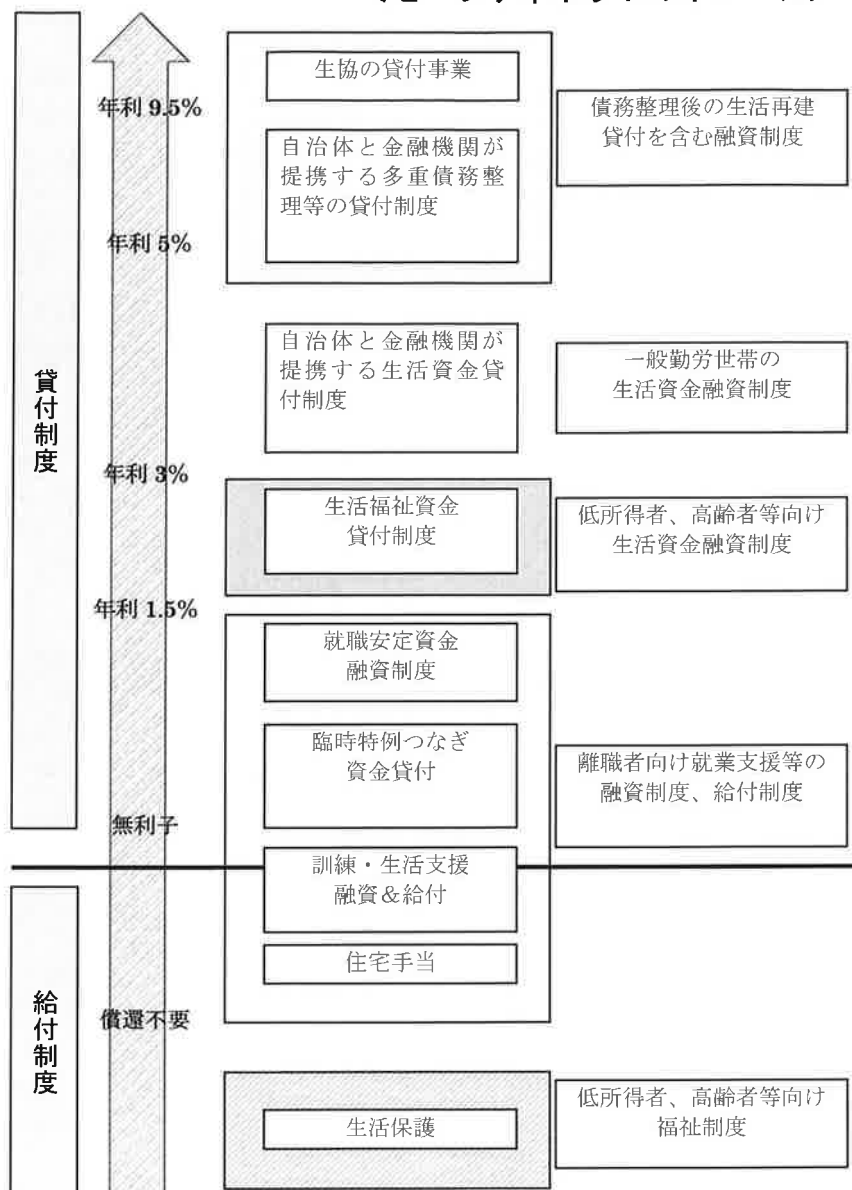 生協の貸付事業
年利 9.5%
債務整理後の生活再建
貸付を含む融資制度
自治体と金融機関が
提携する多重債務整
理等の貸付制度
年利 5%
自治体と金融機関が
提携する生活資金貸
付制度
一般勤労世帯の
生活資金融資制度
貸付制度
年利 3%
生活福祉資金
貸付制度
低所得者、高齢者等向け
生活資金融資制度
年利 1.5%
就職安定資金
融資制度
臨時特例つなぎ
資金貸付
離職者向け就業支援等の
融資制度、給付制度
無利子
訓練・生活支援
融資＆給付
住宅手当
給付制度
償還不要
生活保護
低所得者、高齢者等向け
福祉制度